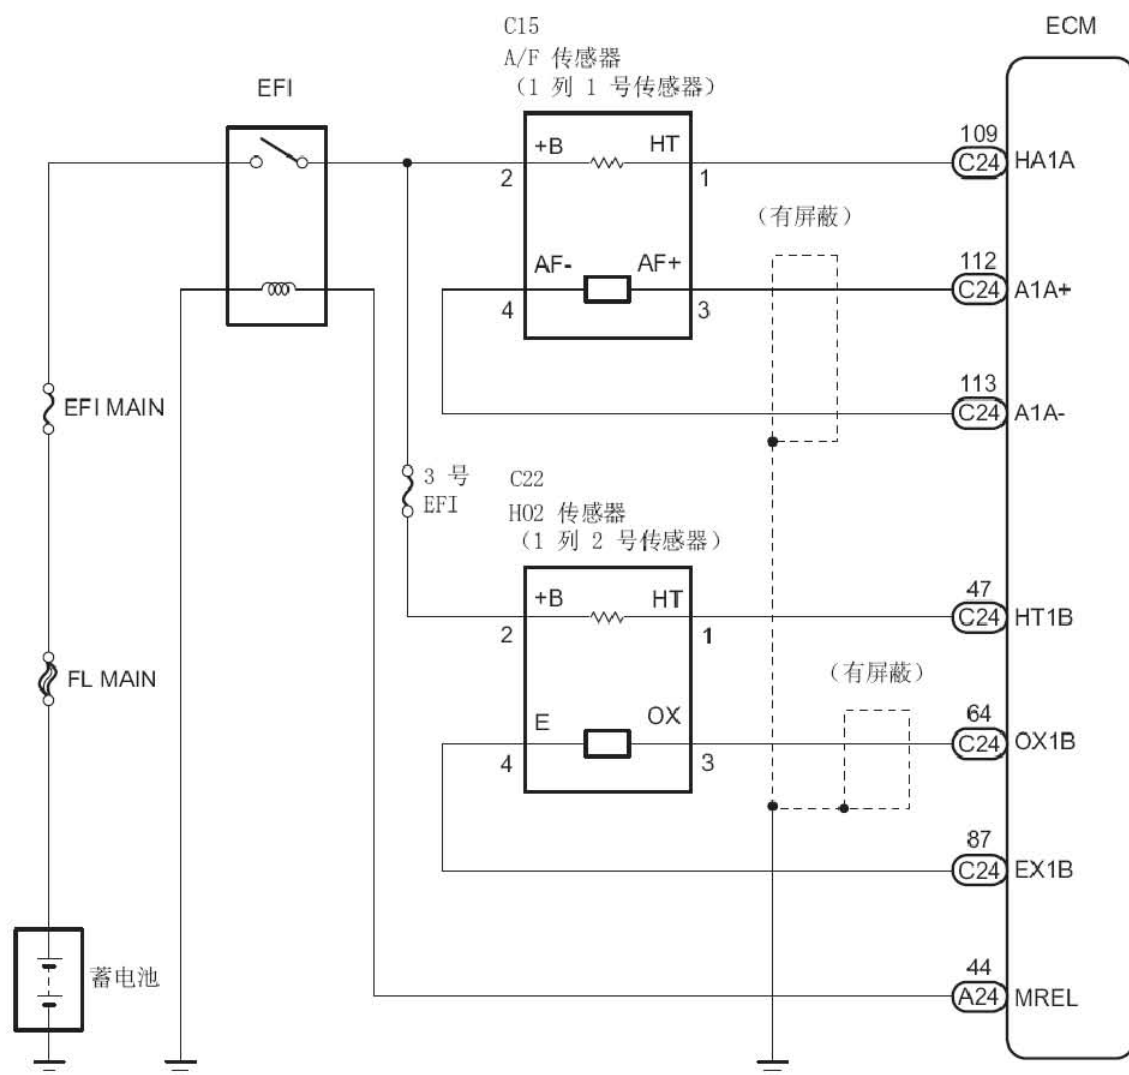 C15
ECM
A/F 传感器
(1 列 1 号传感器)
EFI
+B
HT
2
1
109
C24
HA1A
(有屏蔽)
AF-
AF+
4
3
112
C24
A1A+
113
C24
A1A-
EFI MAIN
3 号
EFI
C22
HO2 传感器
(1 列 2 号传感器)
+B
HT
2
1
47
C24
HT1B
FL MAIN
(有屏蔽)
E
OX
4
3
64
C24
OX1B
87
C24
EX1B
蓄电池
44
A24
MREL